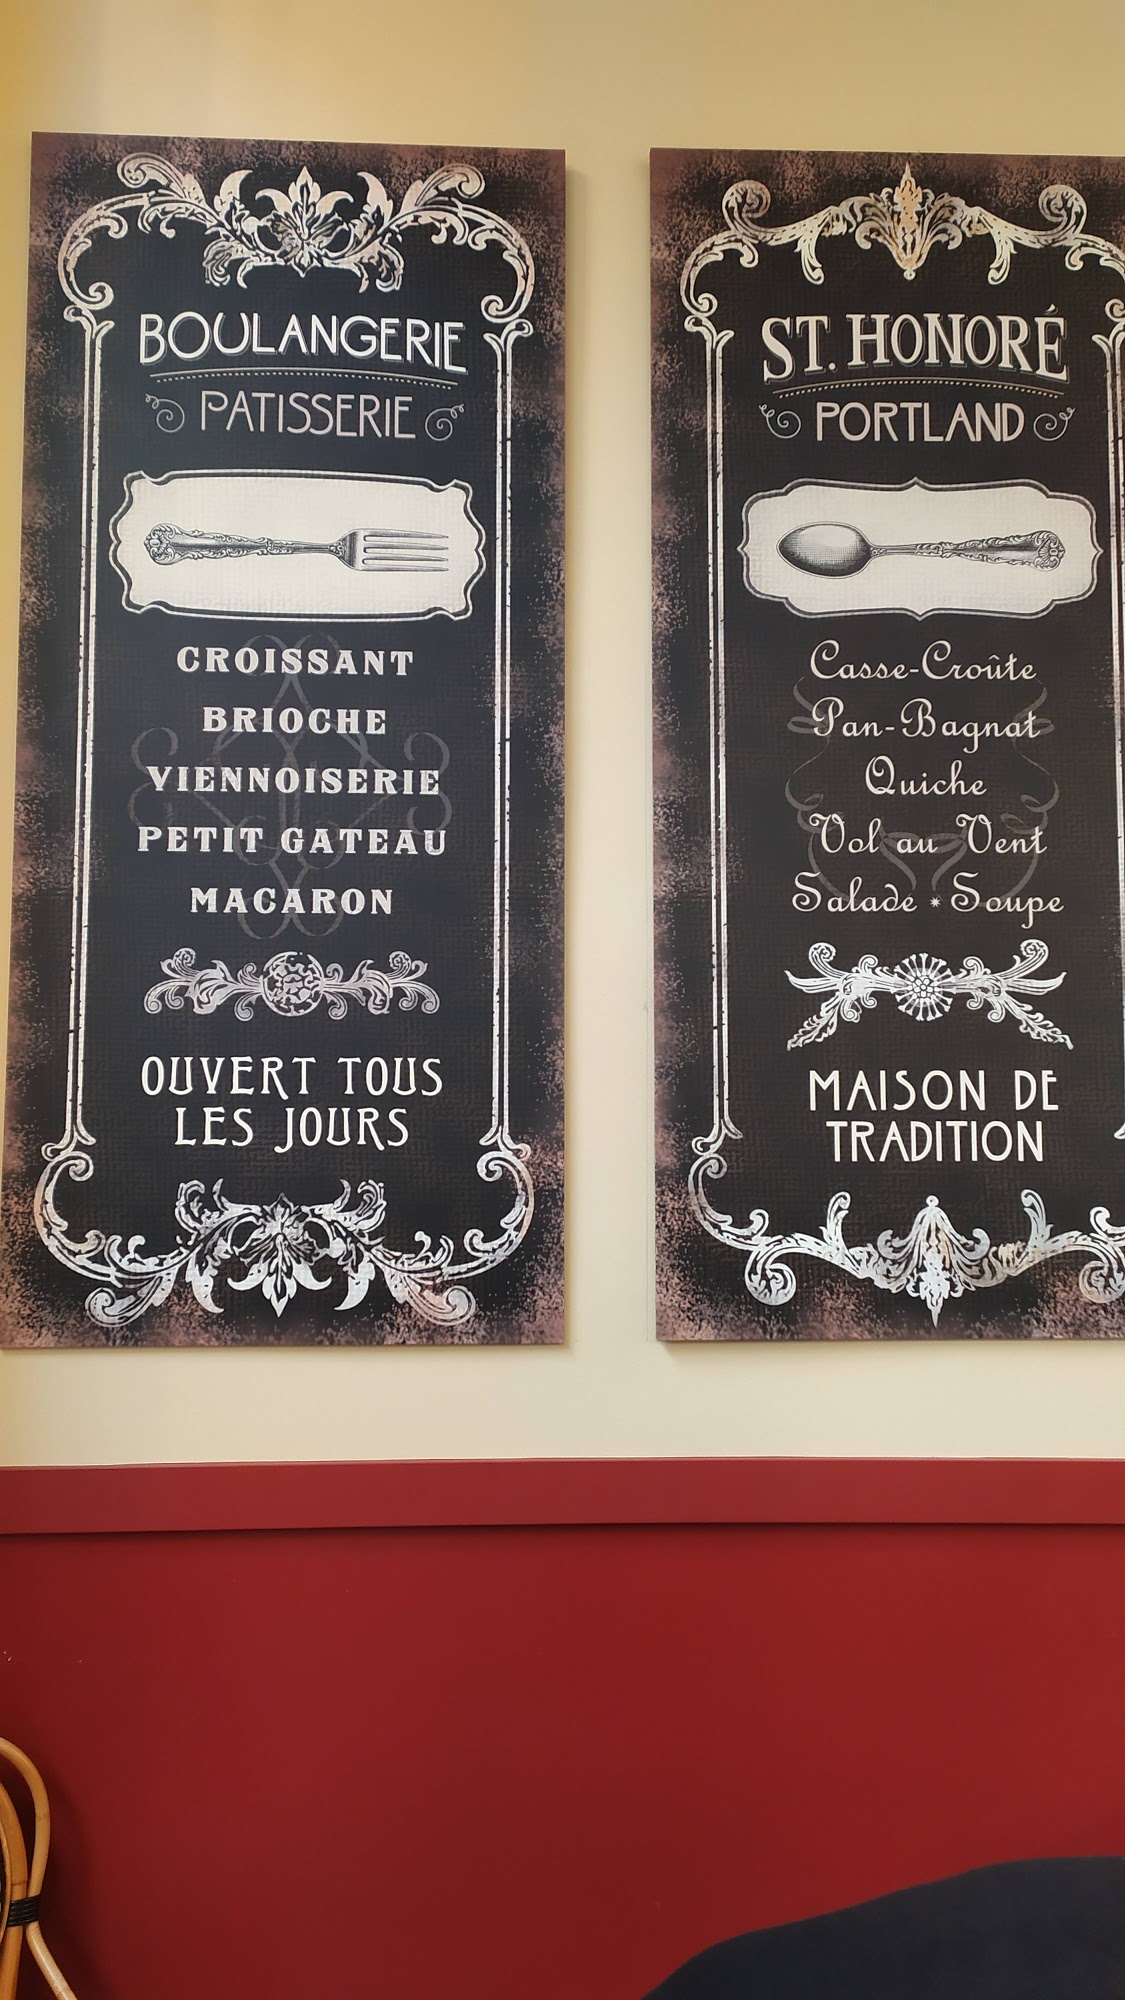 BOULANGERIE
PATISSERIE
CROISSANT
BRIOCHE
VIENNOISERIE
PETIT GATEAU
MACARON
OUVERT TOUS
LES JOURS
ST. HONORÉ
PORTLAND
Casse-Croûte
Pan-Bagnat
Quiche
Vol au Vent
Salade * Soupe
MAISON DE
TRADITION